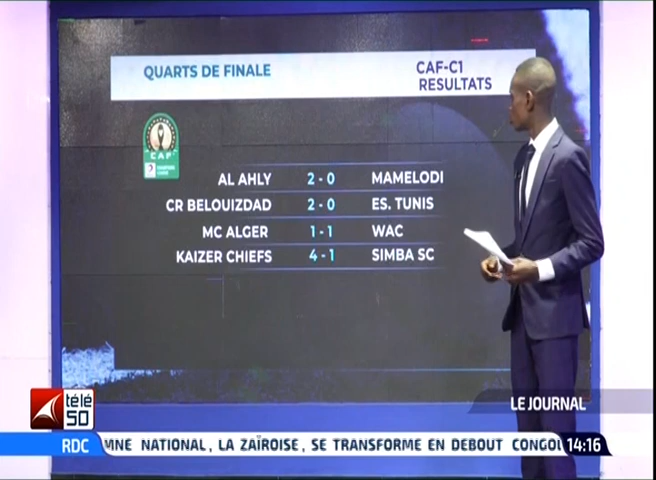 QUARTS DE FINALE
CAF-C1
RESULTATS
CAF
AL AHLY 2 - 0 MAMELODI
CR BELOUIZDAD 2 - 0 ES. TUNIS
MC ALGER 1 - 1 WAC
KAIZER CHIEFS 4 - 1 SIMBA SC
télé
50
LE JOURNAL
RDC MNE NATIONAL, LA ZAÏROISE, SE TRANSFORME EN DEBOUT CONGOL 14:16